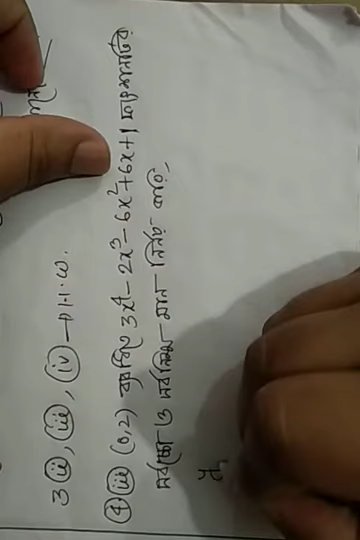 3 (ii), (iii), (iv) — H.W.
(4) (iii) (0,2) ব্যবধিতে 3x⁴ - 2x³ - 6x² + 6x + 1 ফাংশনটির
সর্বোচ্চ ও সর্বনিম্ন মান নির্ণয় কর,